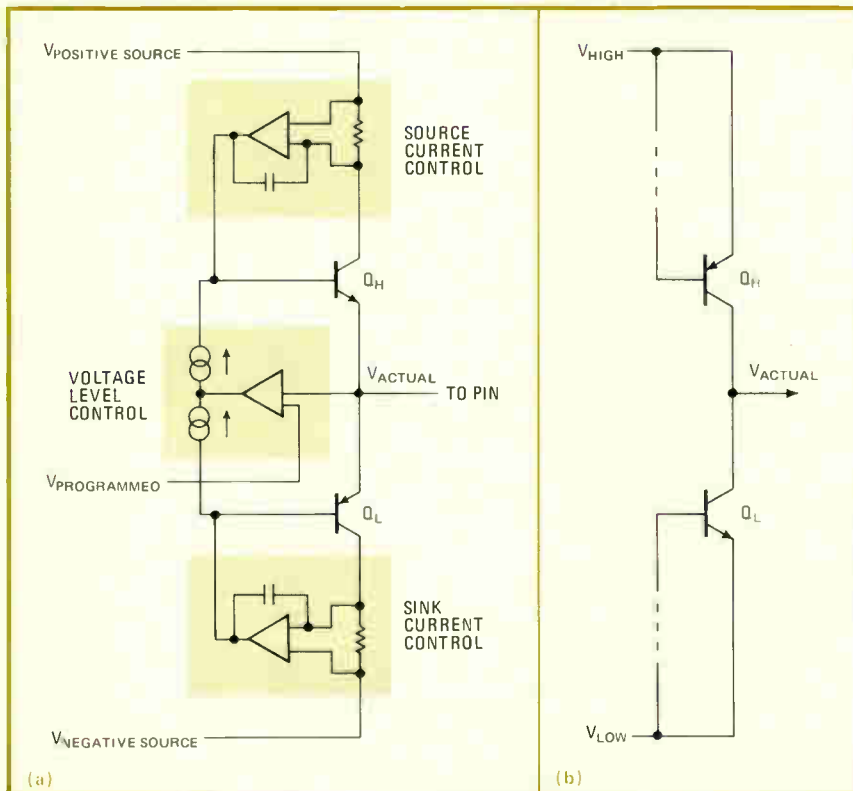 VPOSITIVE SOURCE
SOURCE
CURRENT
CONTROL
QH
VOLTAGE
LEVEL
CONTROL
VACTUAL
TO PIN
VPROGRAMMEO
QL
SINK
CURRENT
CONTROL
VNEGATIVE SOURCE
(a)
VHIGH
QH
VACTUAL
QL
VLOW
(b)